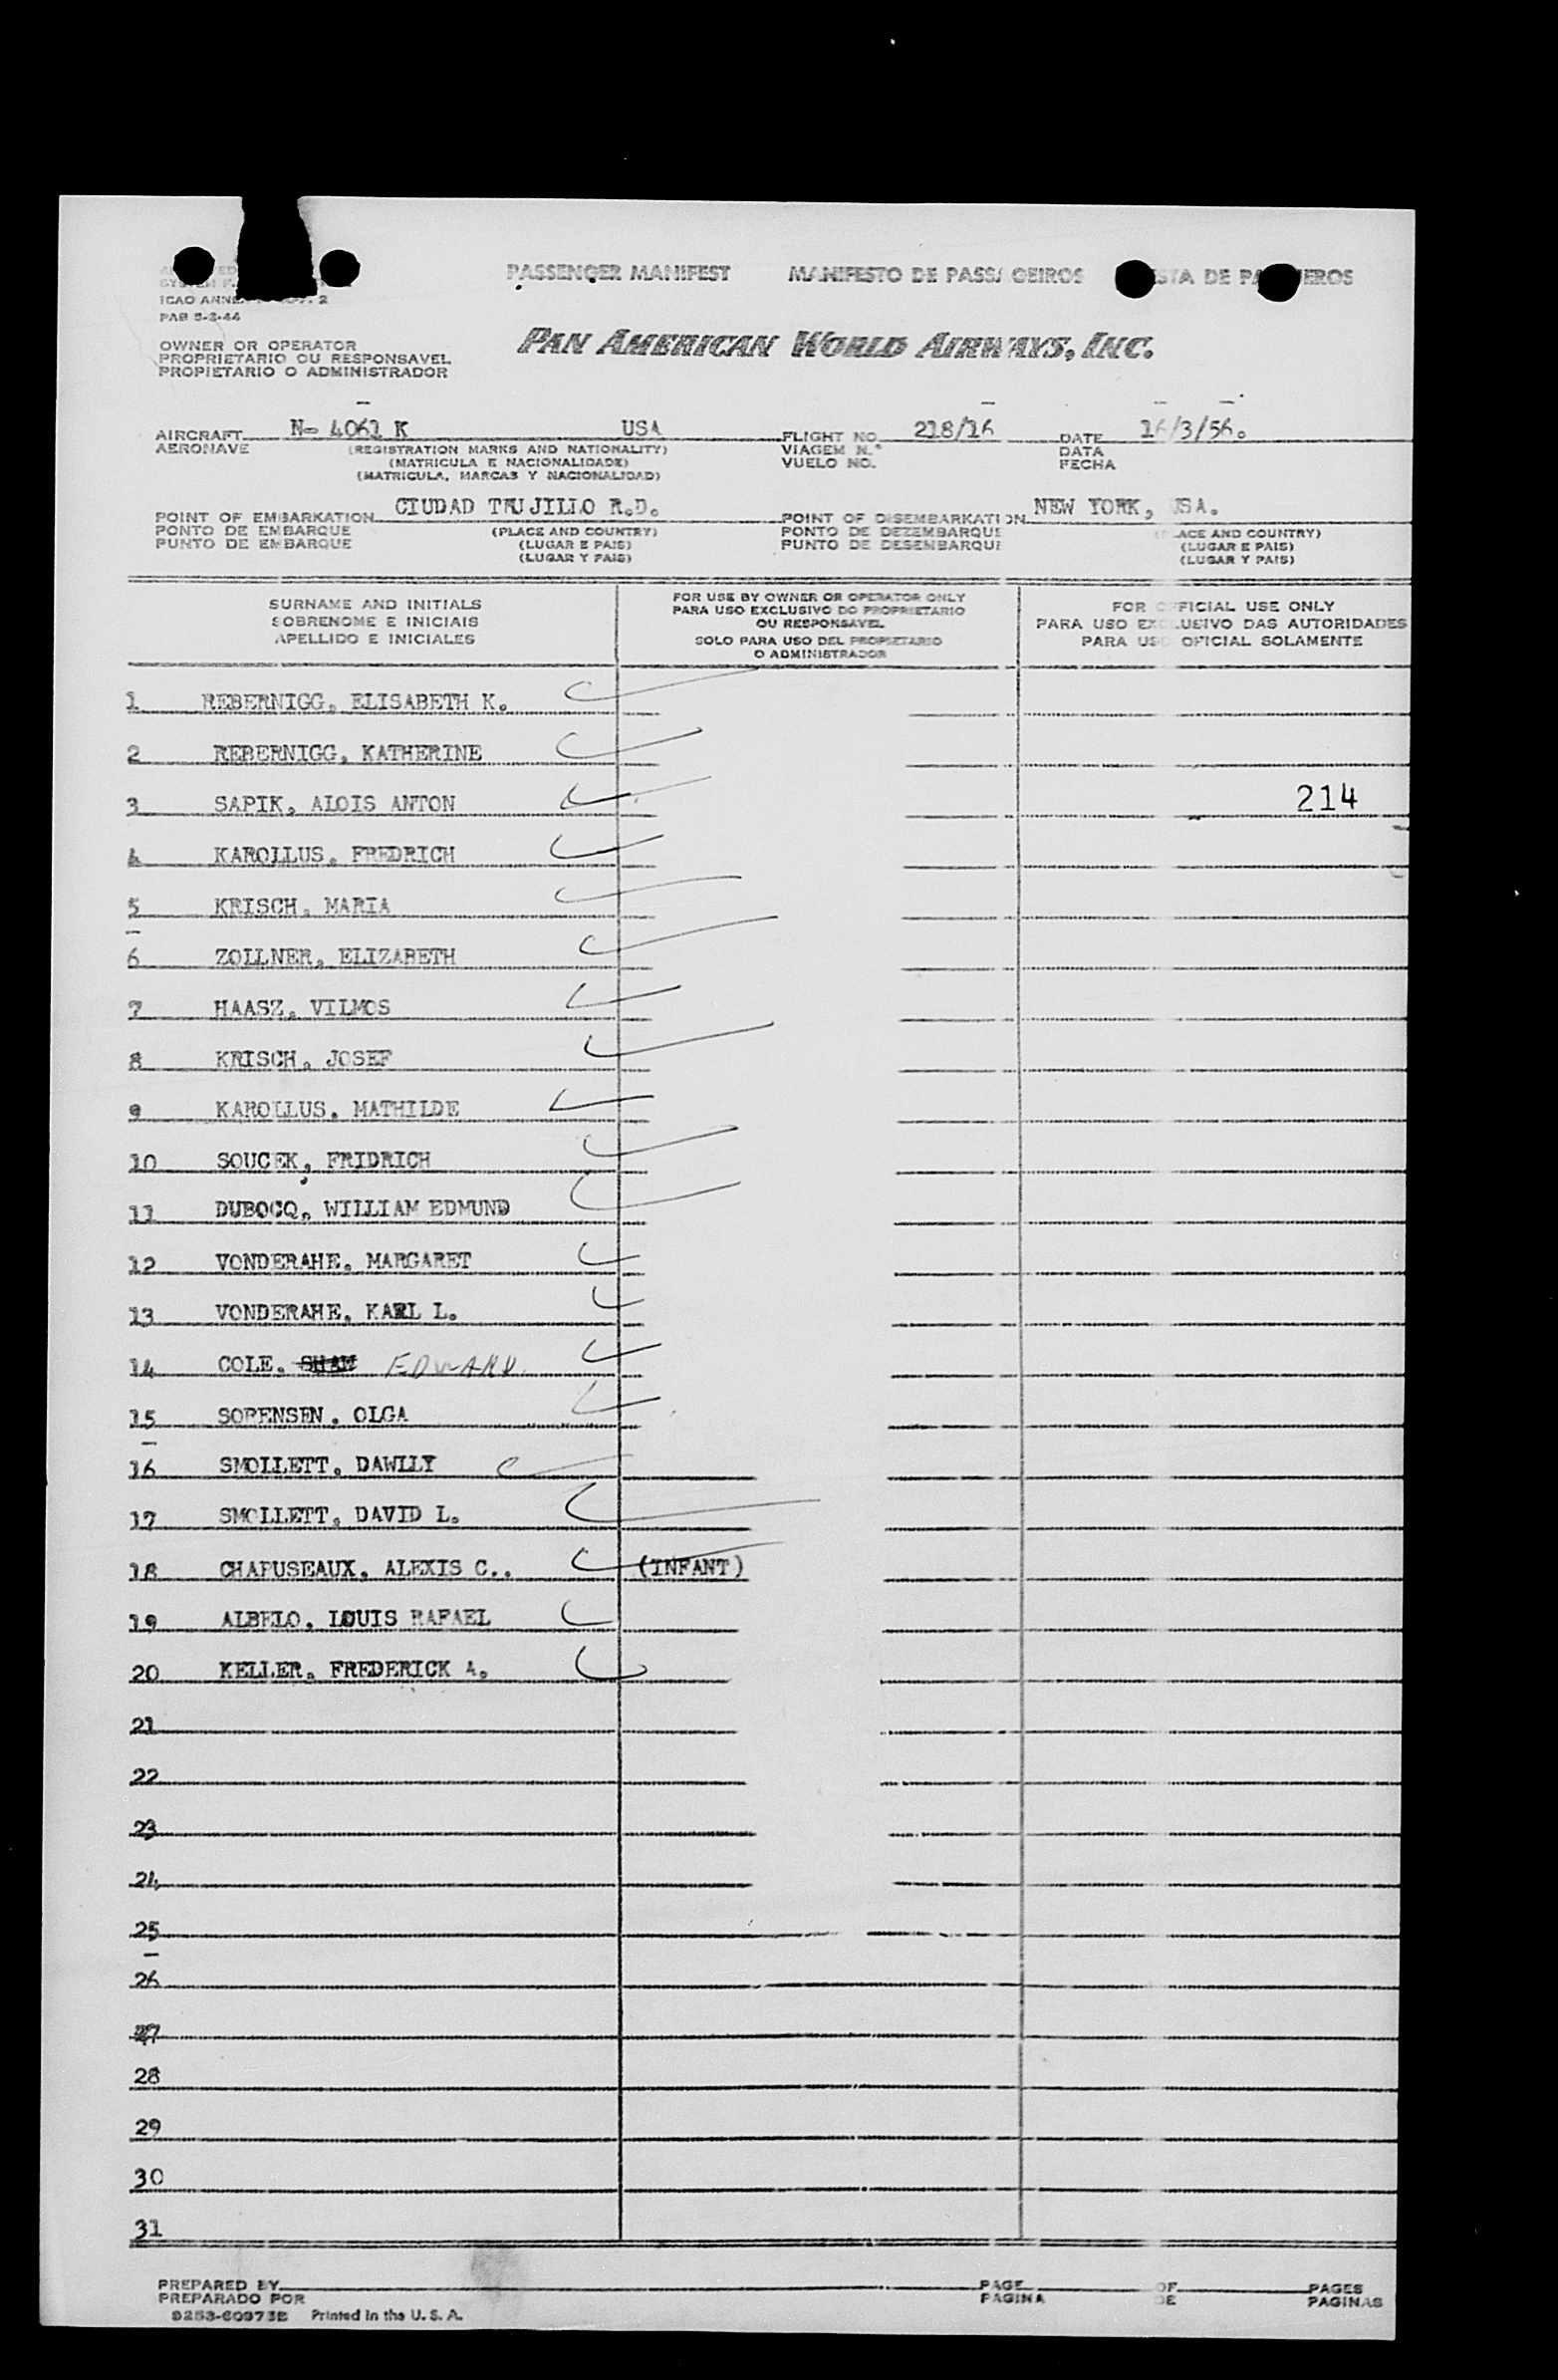 PASSENGER MANIFEST MANIFESTO DE PASSAGEIROS LISTA DE PASAJEROS
ICAO ANNEX 2
PAB 5-2-44
OWNER OR OPERATOR
PROPRIETARIO OU RESPONSAVEL
PROPIETARIO O ADMINISTRADOR
PAN AMERICAN WORLD AIRWAYS, INC.
AIRCRAFT N- 4061 K USA FLIGHT NO. 218/16 DATE 16/3/56.
AERONAVE (REGISTRATION MARKS AND NATIONALITY) VIAGEM N.° DATA
(MATRICULA E NACIONALIDADE) VUELO NO. FECHA
(MATRICULA, MARCAS Y NACIONALIDAD)
POINT OF EMBARKATION CIUDAD TRUJILLO R.D. POINT OF DISEMBARKATION NEW YORK, USA.
PONTO DE EMBARQUE (PLACE AND COUNTRY) PONTO DE DEZEMBARQUE (PLACE AND COUNTRY)
PUNTO DE EMBARQUE (LUGAR E PAIS) PUNTO DE DESEMBARQUE (LUGAR E PAIS)
(LUGAR Y PAIS) (LUGAR Y PAIS)
SURNAME AND INITIALS
SOBRENOME E INICIAIS
APELLIDO E INICIALES
FOR USE BY OWNER OR OPERATOR ONLY
PARA USO EXCLUSIVO DO PROPRIETARIO
OU RESPONSAVEL
SOLO PARA USO DEL PROPIETARIO
O ADMINISTRADOR
FOR OFFICIAL USE ONLY
PARA USO EXCLUSIVO DAS AUTORIDADES
PARA USO OFICIAL SOLAMENTE
1 REBERNIGG, ELISABETH K.
2 REBERNIGG, KATHERINE
3 SAPIK, ALOIS ANTON 214
4 KAROLLUS, FREDRICH
5 KRISCH, MARIA
6 ZOLLNER, ELIZABETH
7 HAASZ, VILMOS
8 KRISCH, JOSEF
9 KAROLLUS, MATHILDE
10 SOUCEK, FRIDRICH
11 DUBOCQ, WILLIAM EDMUND
12 VONDERAHE, MARGARET
13 VONDERAHE, KARL L.
14 COLE, SHAM EDWARD
15 SORENSEN, OLGA
16 SMOLLETT, DAWLLY
17 SMOLLETT, DAVID L.
18 CHAPUSEAUX, ALEXIS C.. (INFANT)
19 ALBELO, LOUIS RAFAEL
20 KELLER, FREDERICK A.
21
22
23
24
25
26
27
28
29
30
31
PREPARED BY PAGE OF PAGES
PREPARADO POR PAGINA DE PAGINAS
9253-60973B Printed in the U. S. A.